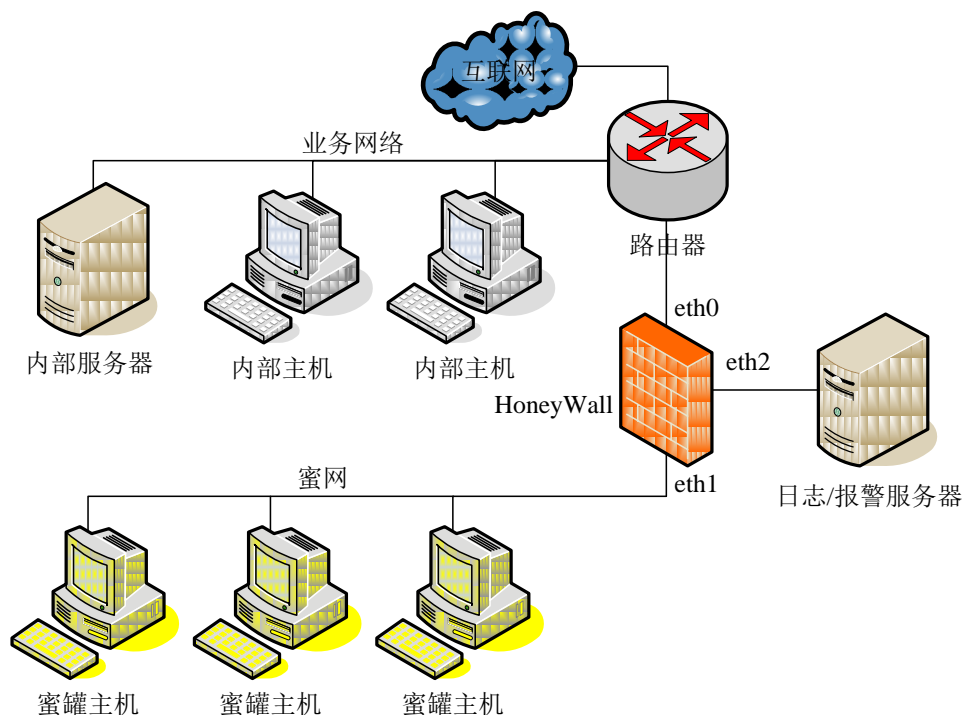 互联网
业务网络
路由器
内部服务器
内部主机
内部主机
eth0
eth2
HoneyWall
eth1
日志/报警服务器
蜜网
蜜罐主机
蜜罐主机
蜜罐主机